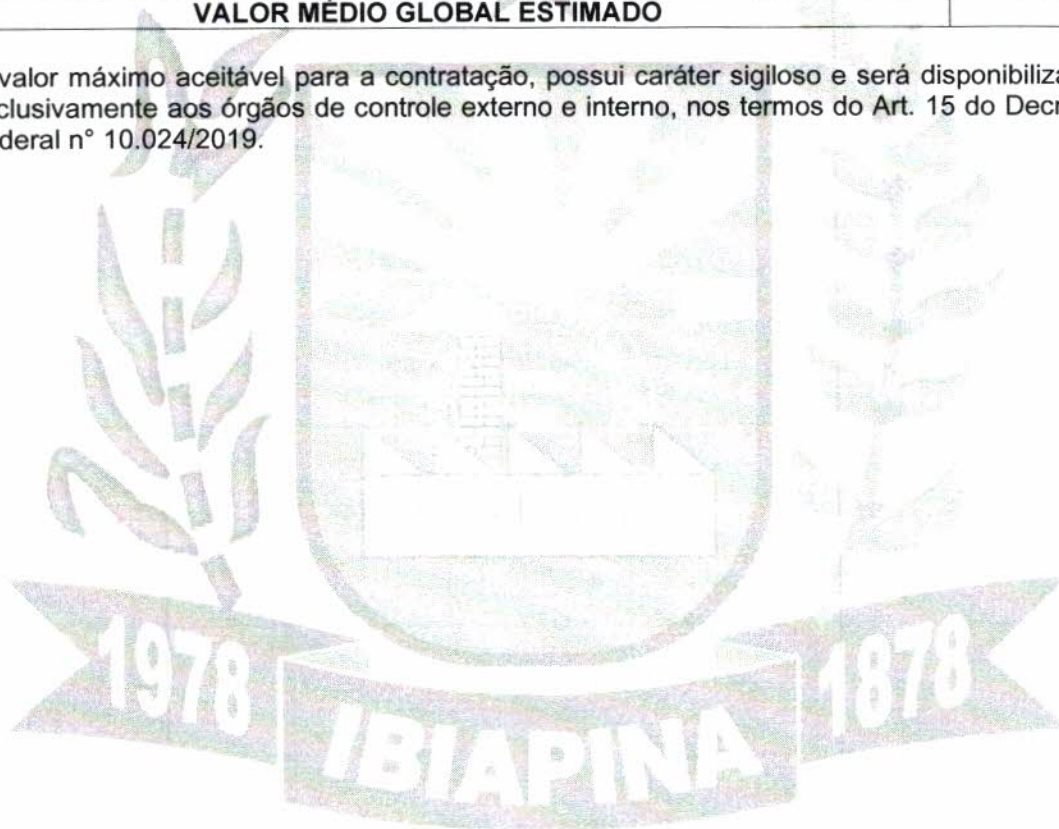 VALOR MÉDIO GLOBAL ESTIMADO
valor máximo aceitável para a contratação, possui caráter sigiloso e será disponibiliza
clusivamente aos órgãos de controle externo e interno, nos termos do Art. 15 do Decr
deral n° 10.024/2019.
1978
IBIAPINA
1878